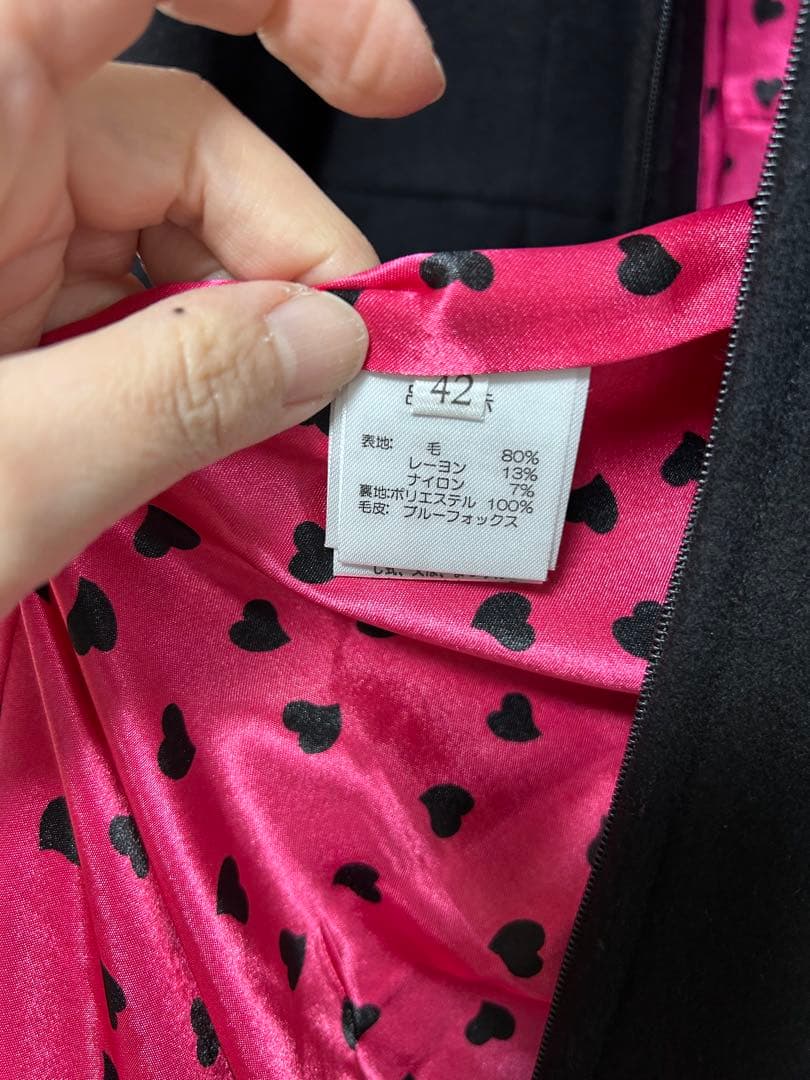 42
表地: 毛 80%
レーヨン 13%
ナイロン 7%
裏地:ポリエステル 100%
毛皮: ブルーフォックス